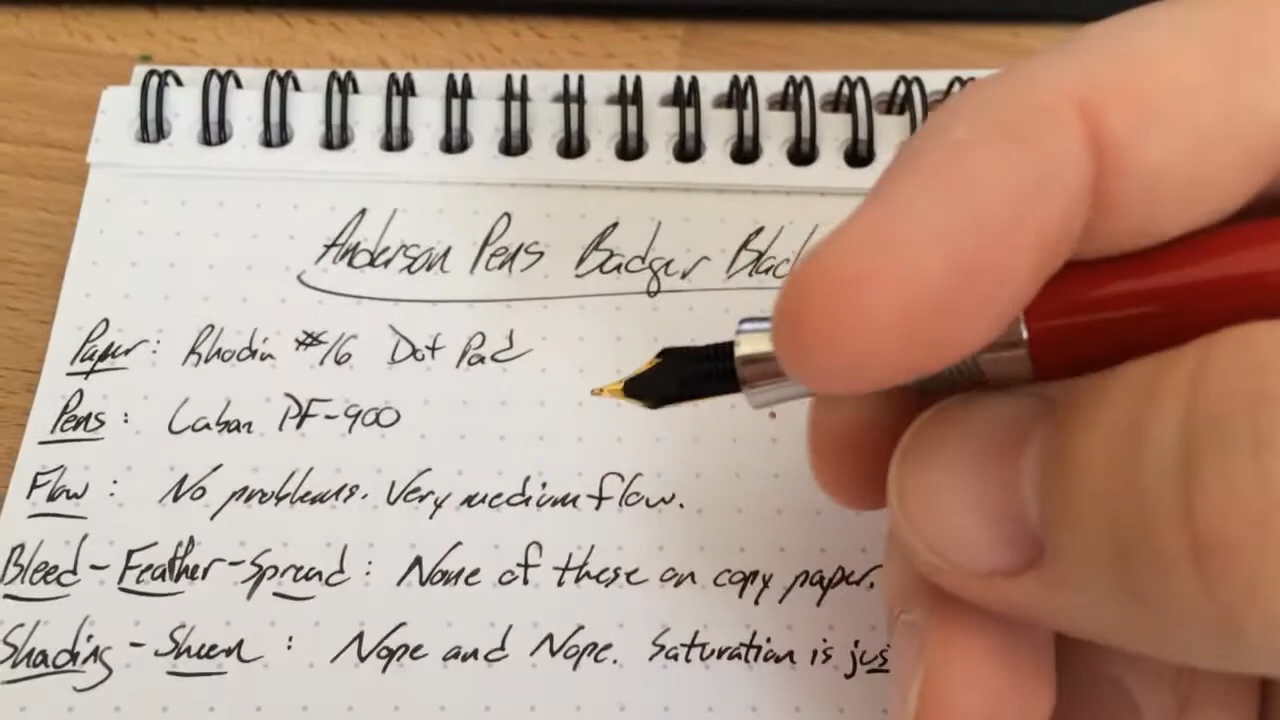 Anderson Pens Badger Blac
Paper: Rhodia #16 Dot Pad
Pens: Laban PF-900
Flow: No problems. Very medium flow.
Bleed-Feather-Spread: None of these on copy paper.
Shading-Sheen: Nope and Nope. Saturation is jus